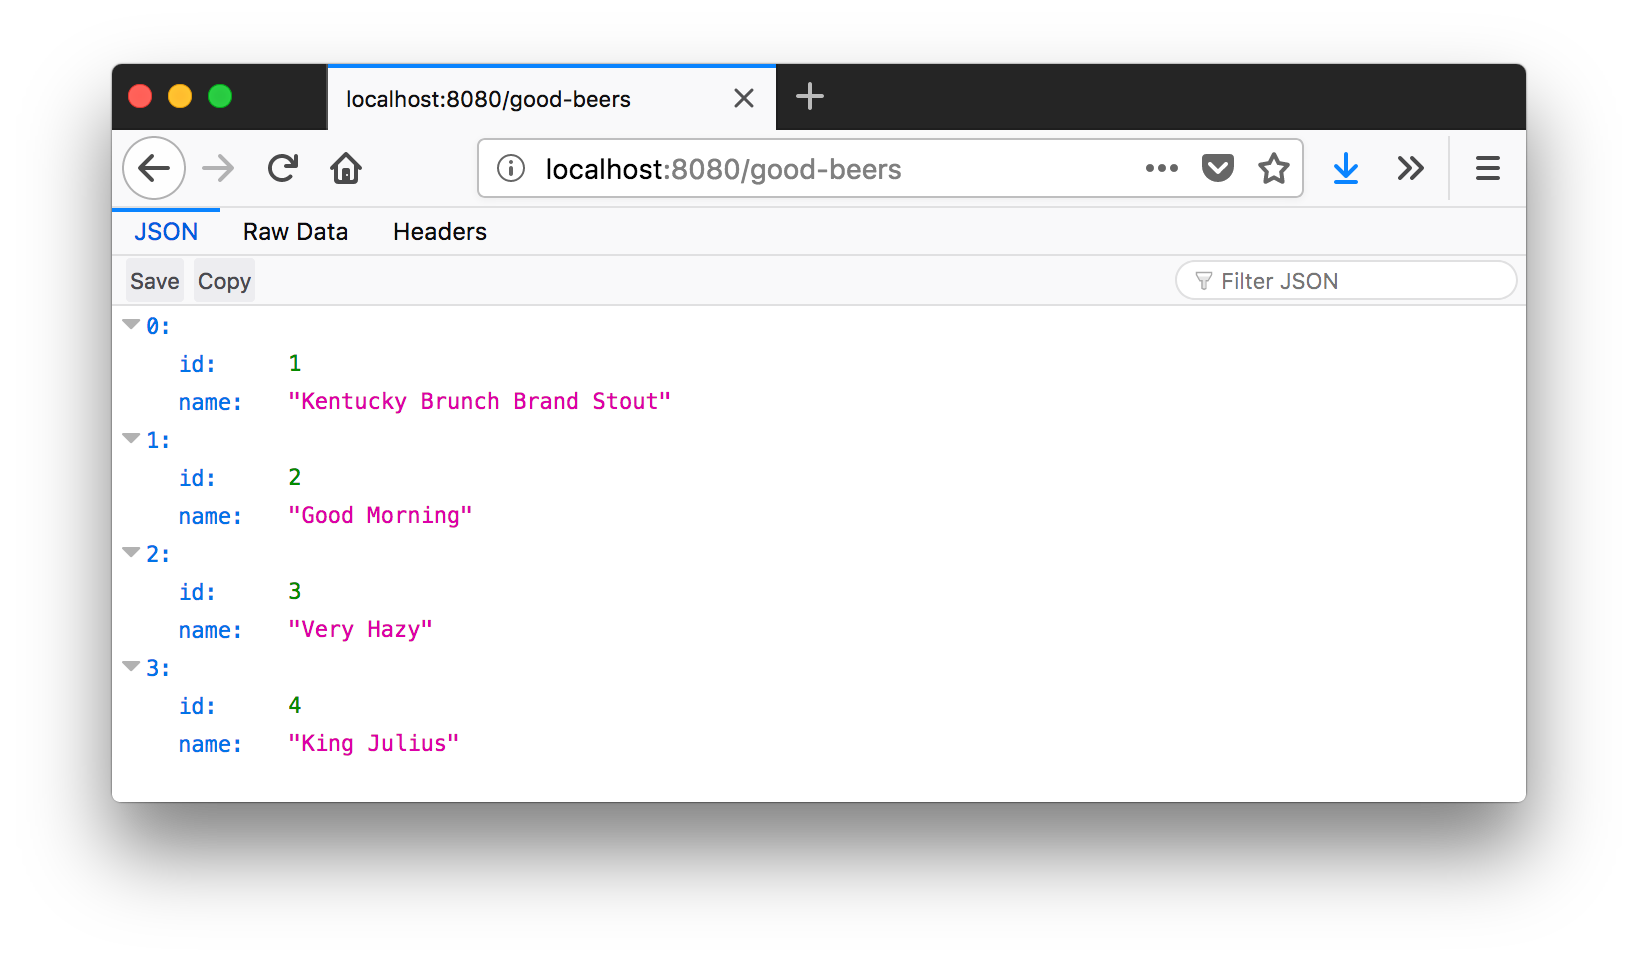 localhost:8080/good-beers
localhost:8080/good-beers
JSON Raw Data Headers
Save Copy Filter JSON
0:
id: 1
name: "Kentucky Brunch Brand Stout"
1:
id: 2
name: "Good Morning"
2:
id: 3
name: "Very Hazy"
3:
id: 4
name: "King Julius"